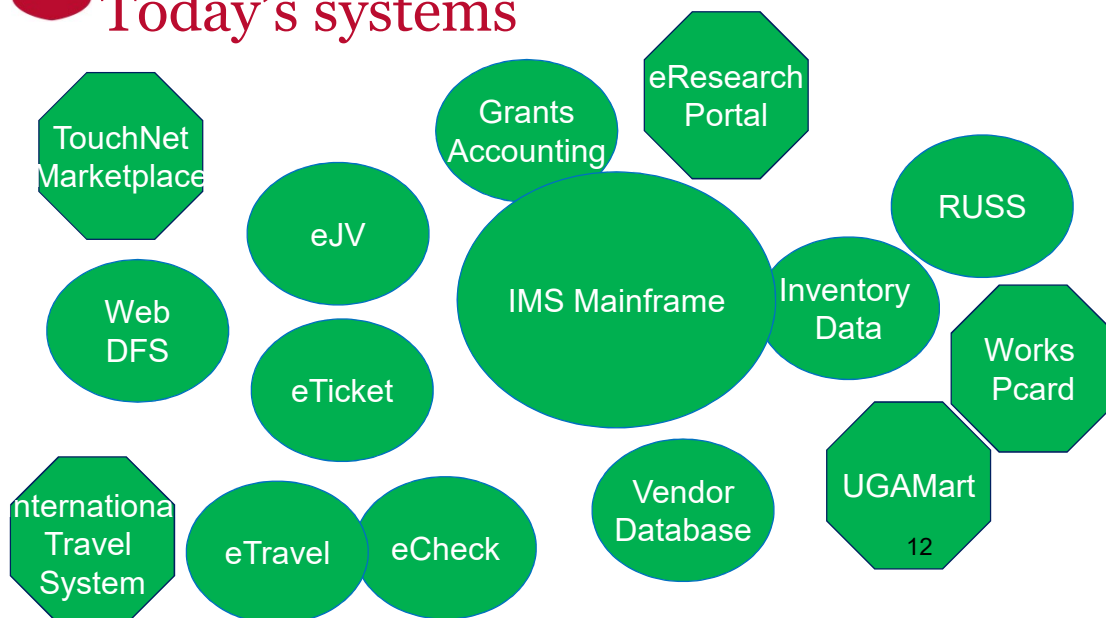 Today's systems
eResearch
Portal
Grants
Accounting
TouchNet
Marketplace
RUSS
eJV
IMS Mainframe
Inventory
Data
Web
DFS
Works
Pcard
eTicket
UGAMart
Vendor
Database
nternationa
Travel
System
eTravel
eCheck
12